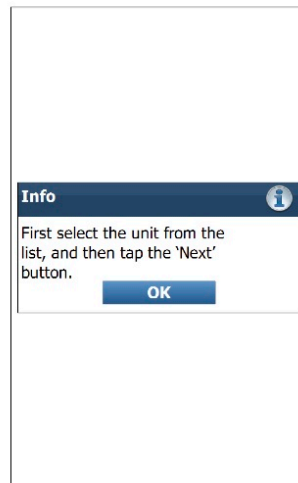 Info
First select the unit from the
list, and then tap the ‘Next’
button.
OK